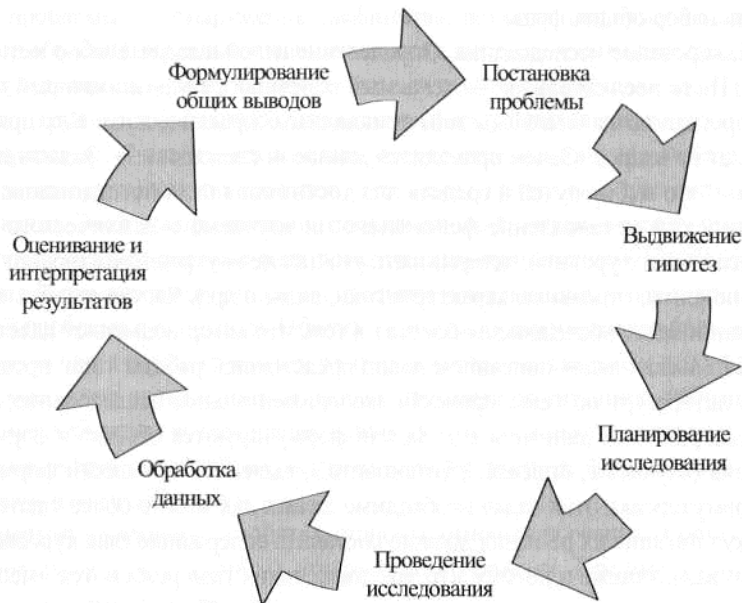 Формулирование
общих выводов
Постановка
проблемы
Выдвижение
гипотез
Планирование
исследования
Проведение
исследования
Обработка
данных
Оценивание и
интерпретация
результатов